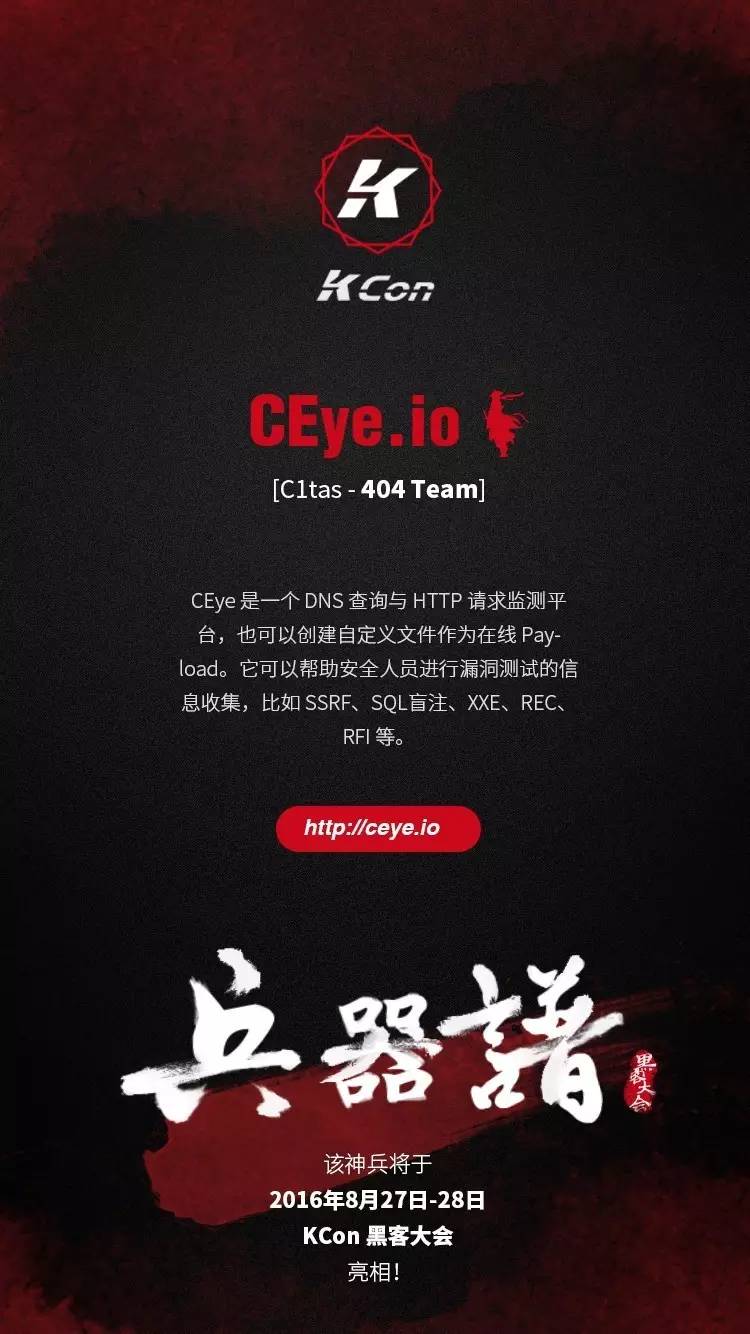 K
KCon
CEye.io
[C1tas - 404 Team]
CEye 是一个 DNS 查询与 HTTP 请求监测平
台，也可以创建自定义文件作为在线 Pay-
load。它可以帮助安全人员进行漏洞测试的信
息收集，比如 SSRF、SQL盲注、XXE、REC、
RFI 等。
http://ceye.io
兵器譜
黑客大会
该神兵将于
2016年8月27日-28日
KCon 黑客大会
亮相！